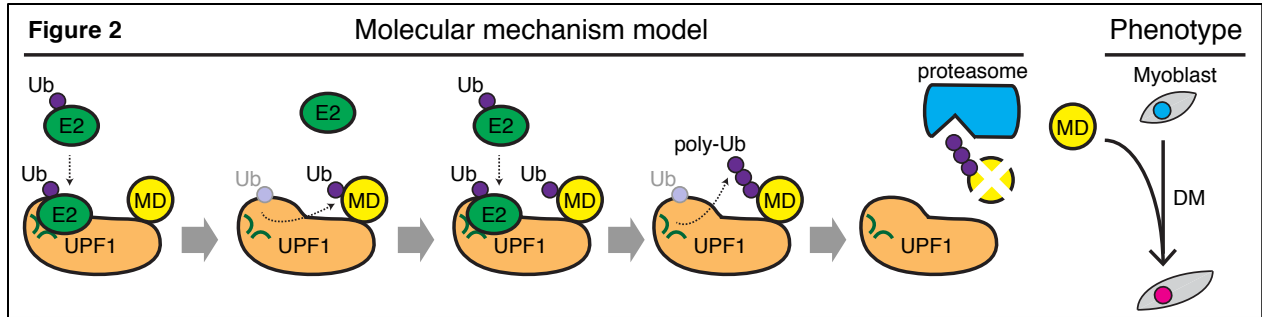 Figure 2
Molecular mechanism model
Phenotype
Ub
E2
Ub
E2
MD
UPF1
E2
Ub
Ub
MD
UPF1
Ub
E2
Ub
E2
MD
UPF1
poly-Ub
Ub
MD
UPF1
proteasome
UPF1
MD
Myoblast
DM